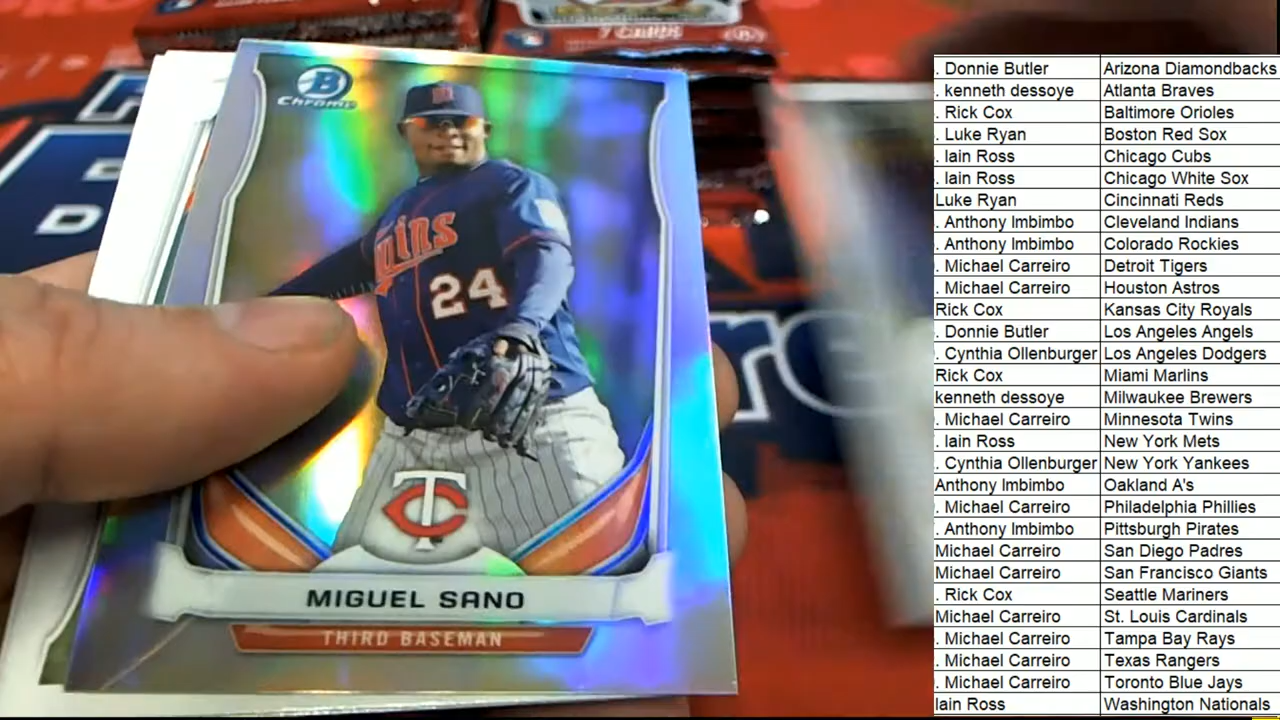 7 CARDS
B
Chrome
Twins
24
TC
MIGUEL SANO
THIRD BASEMAN
. Donnie Butler Arizona Diamondbacks
. kenneth dessoye Atlanta Braves
. Rick Cox Baltimore Orioles
. Luke Ryan Boston Red Sox
. Iain Ross Chicago Cubs
. Iain Ross Chicago White Sox
Luke Ryan Cincinnati Reds
. Anthony Imbimbo Cleveland Indians
. Anthony Imbimbo Colorado Rockies
. Michael Carreiro Detroit Tigers
. Michael Carreiro Houston Astros
Rick Cox Kansas City Royals
. Donnie Butler Los Angeles Angels
. Cynthia Ollenburger Los Angeles Dodgers
Rick Cox Miami Marlins
kenneth dessoye Milwaukee Brewers
. Michael Carreiro Minnesota Twins
. Iain Ross New York Mets
. Cynthia Ollenburger New York Yankees
Anthony Imbimbo Oakland A's
. Michael Carreiro Philadelphia Phillies
. Anthony Imbimbo Pittsburgh Pirates
Michael Carreiro San Diego Padres
Michael Carreiro San Francisco Giants
. Rick Cox Seattle Mariners
Michael Carreiro St. Louis Cardinals
. Michael Carreiro Tampa Bay Rays
. Michael Carreiro Texas Rangers
. Michael Carreiro Toronto Blue Jays
Iain Ross Washington Nationals